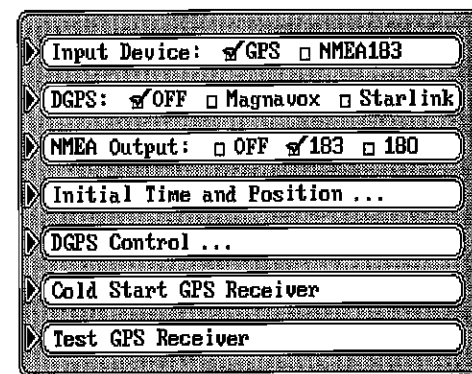 Input Device: ☑GPS ☐ NMEA183
DGPS: ☑OFF ☐ Magnavox ☐ Starlink
NMEA Output: ☐ OFF ☑183 ☐ 180
Initial Time and Position ...
DGPS Control ...
Cold Start GPS Receiver
Test GPS Receiver